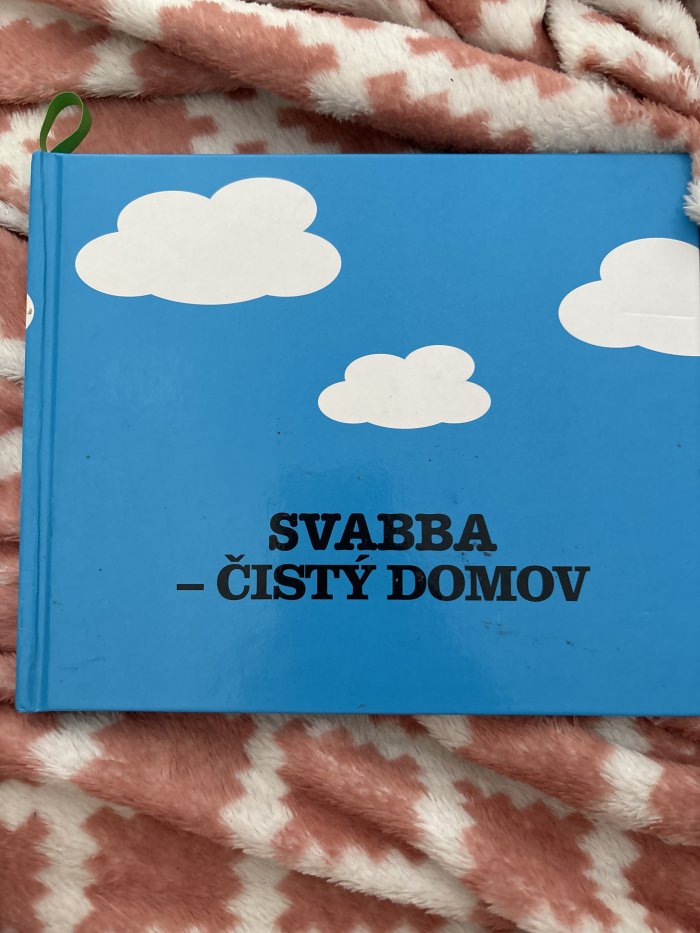 SVABBA
– ČISTÝ DOMOV